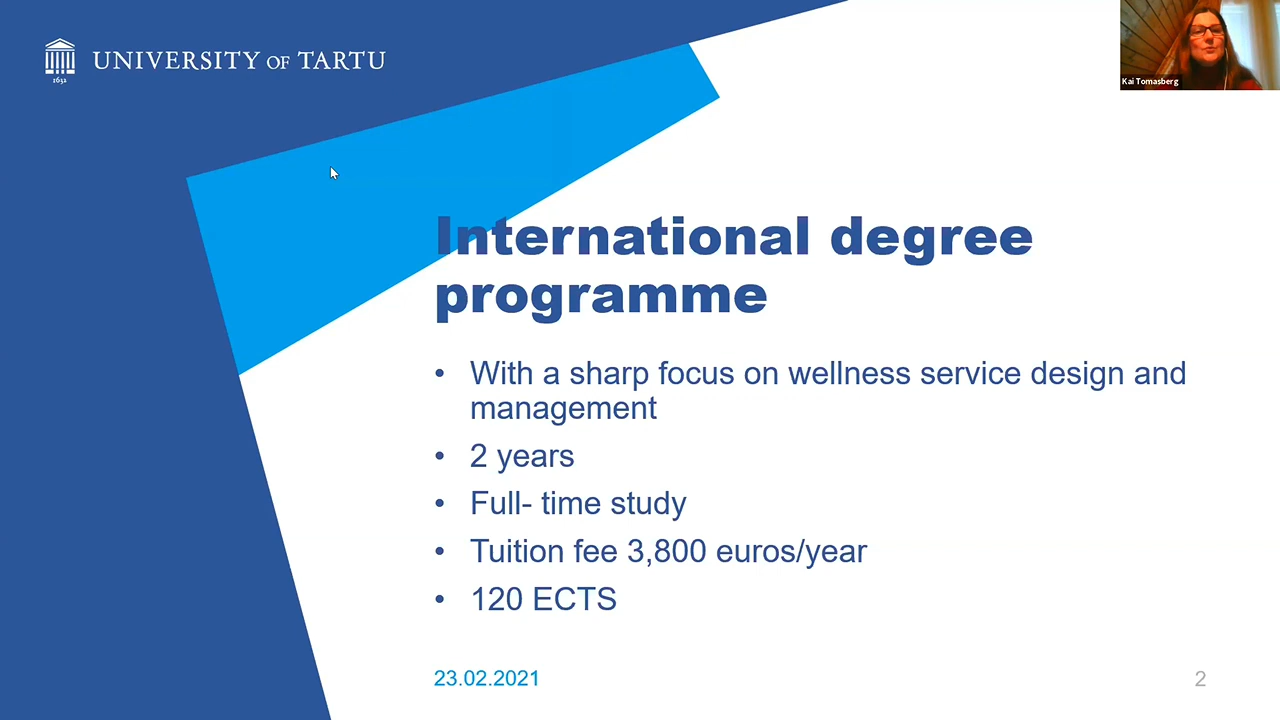 UNIVERSITY OF TARTU
1632
Kai Tomasberg
International degree
programme
• With a sharp focus on wellness service design and
management
• 2 years
• Full- time study
• Tuition fee 3,800 euros/year
• 120 ECTS
23.02.2021
2